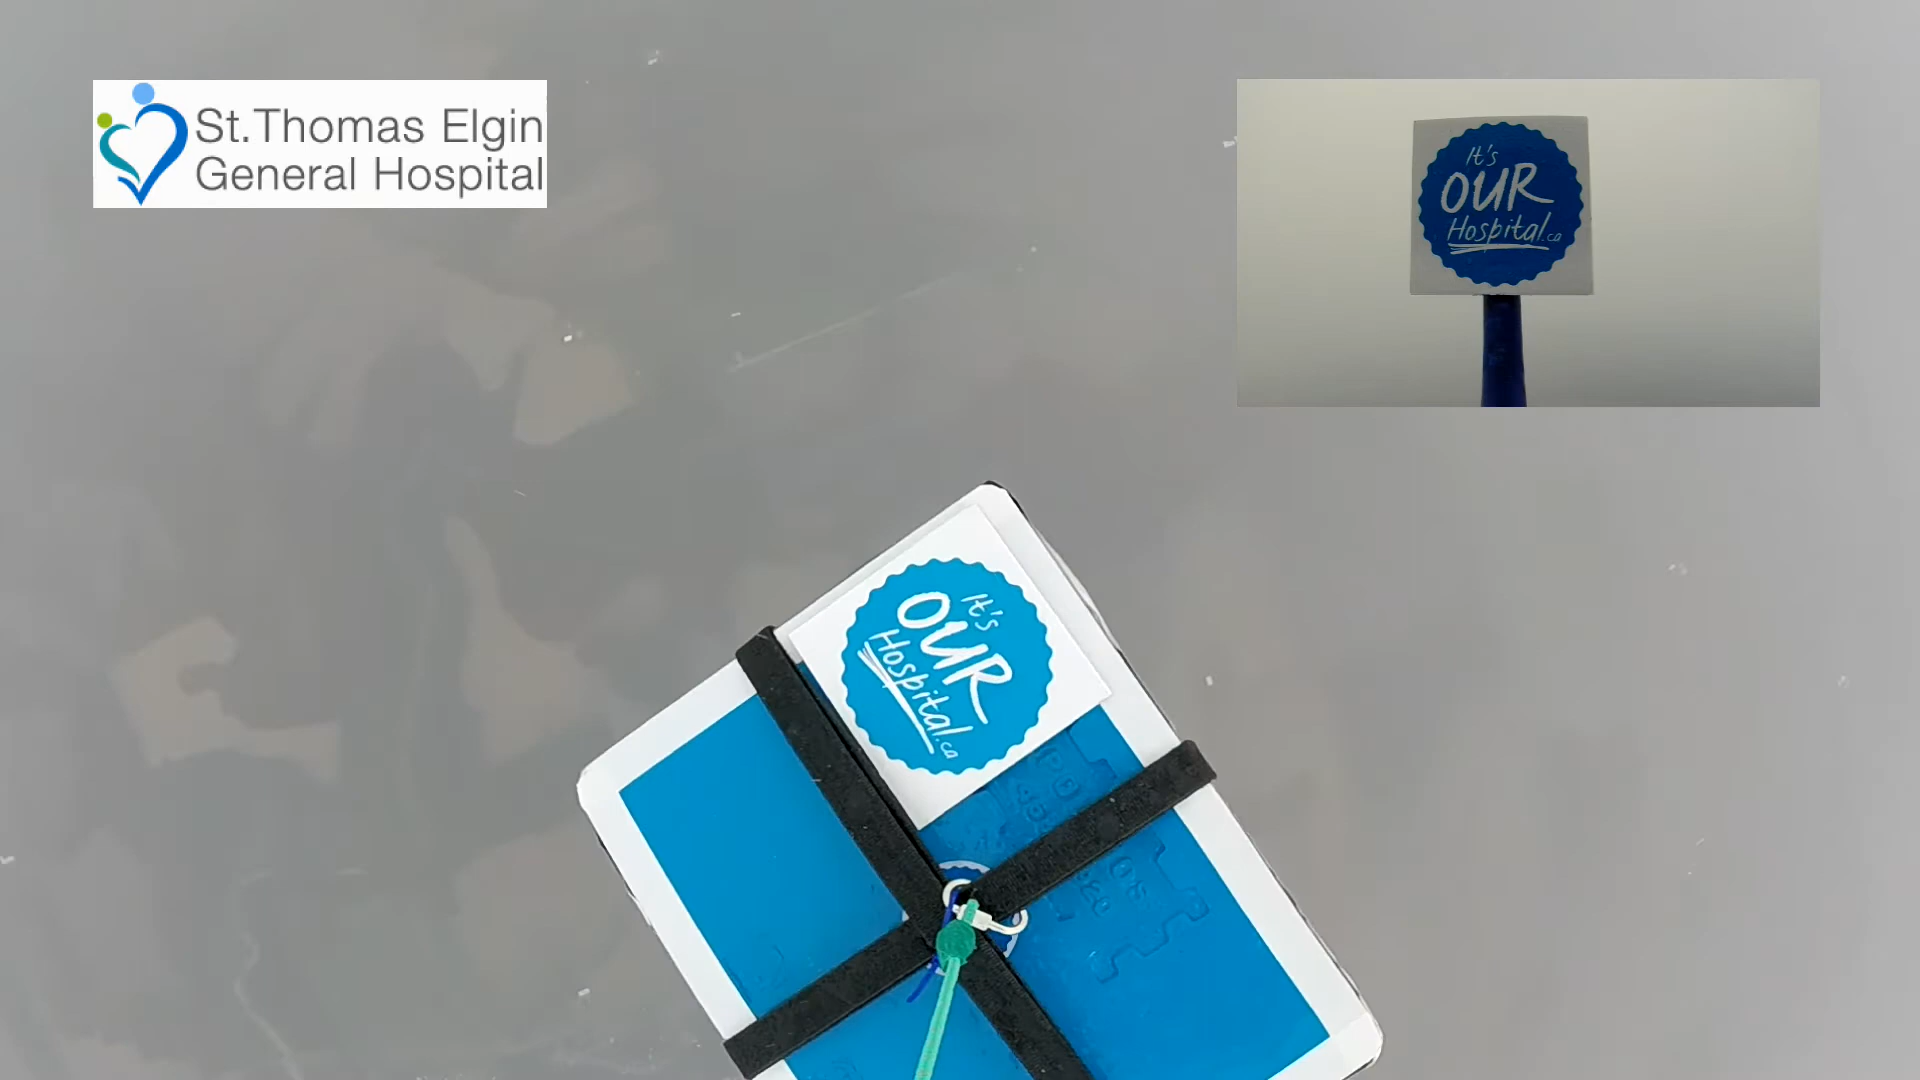 St. Thomas Elgin
General Hospital
It's
OUR
Hospital.ca
It's
OUR
Hospital.ca